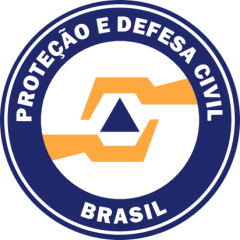 PROTEÇÃO E DEFESA CIVIL
BRASIL